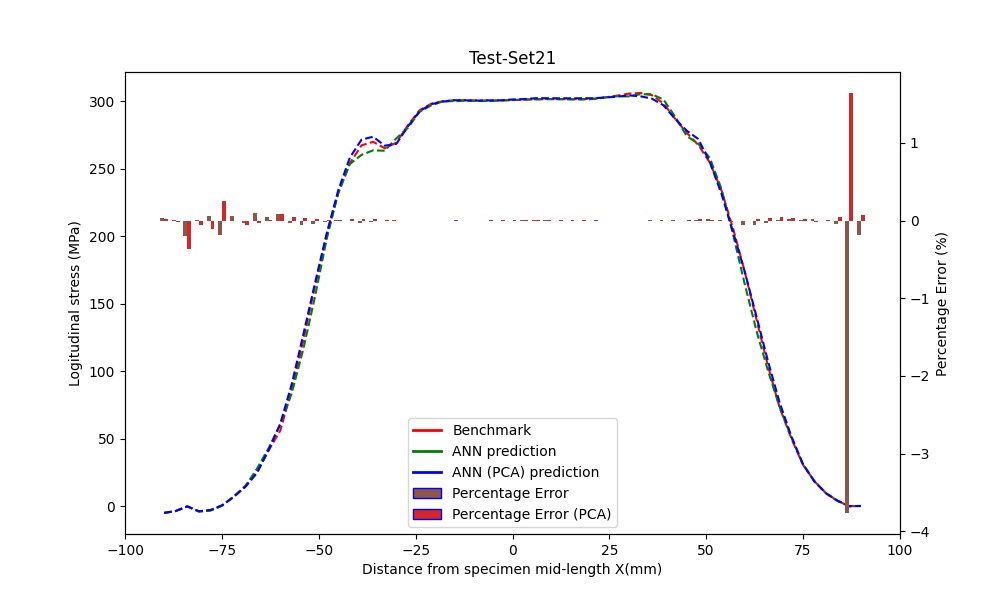 Test-Set21
300
250
200
150
100
50
0
Logitudinal stress (MPa)
1
0
−1
−2
−3
−4
Percentage Error (%)
Benchmark
ANN prediction
ANN (PCA) prediction
Percentage Error
Percentage Error (PCA)
−100 −75 −50 −25 0 25 50 75 100
Distance from specimen mid-length X(mm)